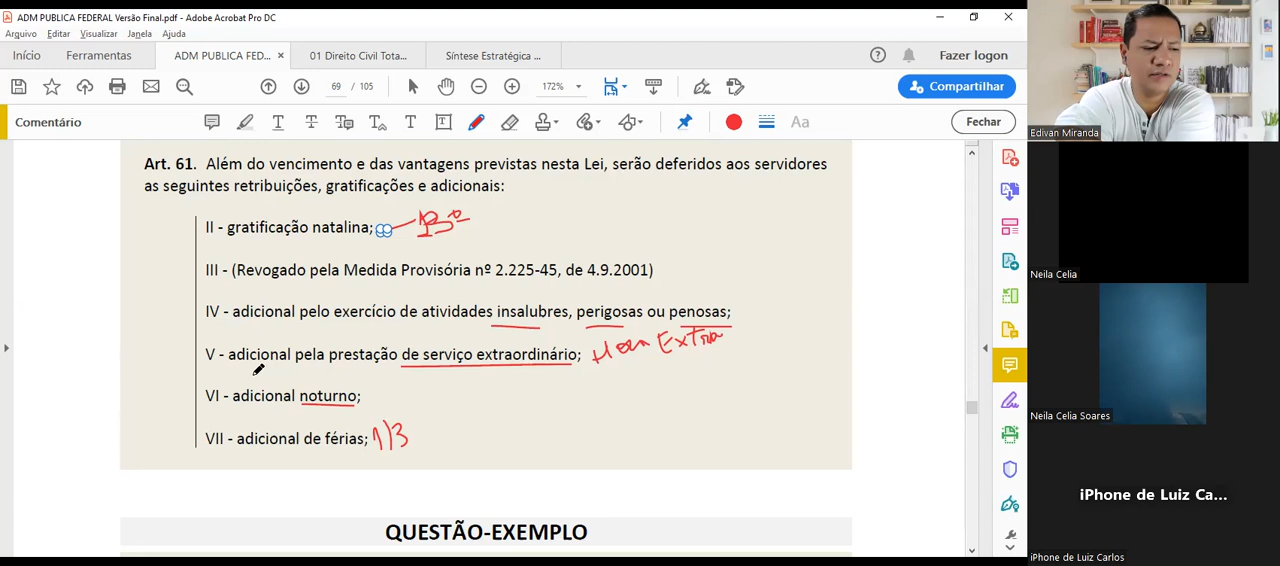 ADM PUBLICA FEDERAL Versão Final.pdf - Adobe Acrobat Pro DC
Arquivo Editar Visualizar Janela Ajuda
Início Ferramentas ADM PUBLICA FED... × 01 Direito Civil Tota... Síntese Estratégica ... Fazer logon
69 / 105 172% Compartilhar
Comentário Aa Fechar
Art. 61. Além do vencimento e das vantagens previstas nesta Lei, serão deferidos aos servidores
as seguintes retribuições, gratificações e adicionais:
II - gratificação natalina; 13º
III - (Revogado pela Medida Provisória nº 2.225-45, de 4.9.2001)
IV - adicional pelo exercício de atividades insalubres, perigosas ou penosas;
V - adicional pela prestação de serviço extraordinário; Hora Extra
VI - adicional noturno;
VII - adicional de férias; 1/3
QUESTÃO-EXEMPLO
Edivan Miranda
Neila Celia
Neila Celia Soares
iPhone de Luiz Ca...
iPhone de Luiz Carlos